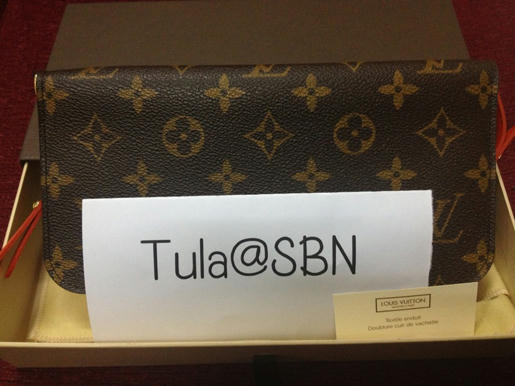 Tula@SBN
LOUIS VUITTON
Textile enduit
Doublure cuir de vachette